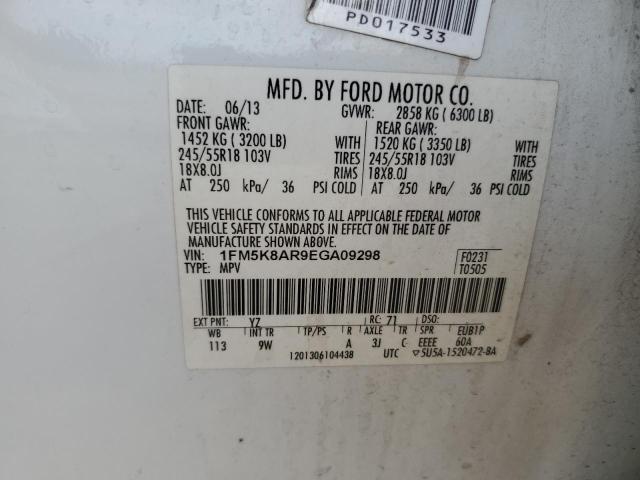 PD017533
MFD. BY FORD MOTOR CO.
DATE: 06/13 GVWR: 2858 KG ( 6300 LB)
FRONT GAWR: REAR GAWR:
1452 KG ( 3200 LB) WITH 1520 KG ( 3350 LB) WITH
245/55R18 103V TIRES 245/55R18 103V TIRES
18X8.0J RIMS 18X8.0J RIMS
AT 250 kPa/ 36 PSI COLD AT 250 kPa/ 36 PSI COLD
THIS VEHICLE CONFORMS TO ALL APPLICABLE FEDERAL MOTOR
VEHICLE SAFETY STANDARDS IN EFFECT ON THE DATE OF
MANUFACTURE SHOWN ABOVE.
VIN: 1FM5K8AR9EGA09298 F0231
TYPE: MPV T0505
EXT PNT: YZ RC: 71 DSO:
WB INT TR TP/PS R AXLE TR SPR EUB1P
113 9W A 3J C EEEE 60A
1201306104438 UTC ▽5U5A-1520472-BA